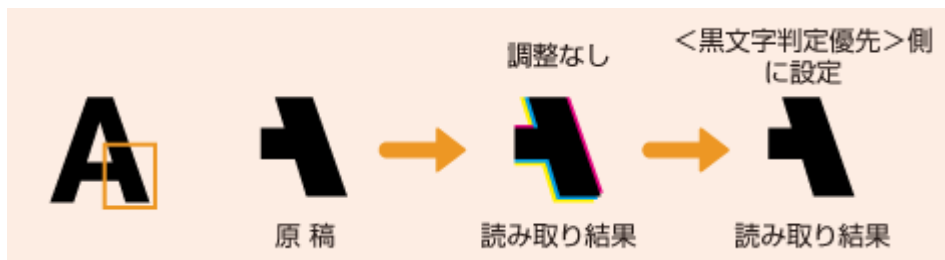 A
原 稿
調整なし
読み取り結果
＜黒文字判定優先＞側
に設定
読み取り結果